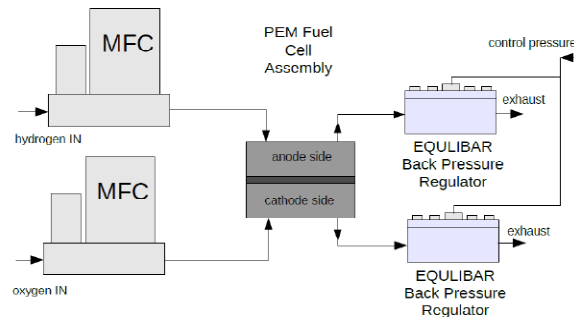 MFC
hydrogen IN
PEM Fuel
Cell
Assembly
control pressure
exhaust
EQULIBAR
Back Pressure
Regulator
anode side
cathode side
MFC
oxygen IN
exhaust
EQULIBAR
Back Pressure
Regulator